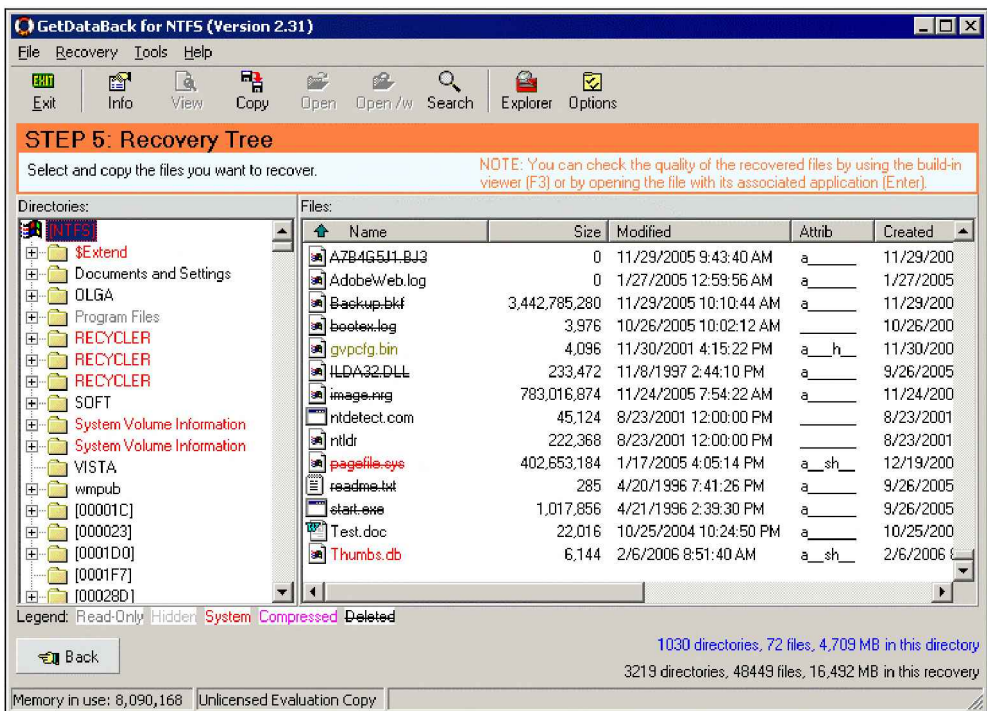 GetDataBack for NTFS (Version 2.31)
File Recovery Tools Help
EXIT
Exit Info View Copy Open Open /w Search Explorer Options
STEP 5: Recovery Tree
Select and copy the files you want to recover.
NOTE: You can check the quality of the recovered files by using the build-in
viewer (F3) or by opening the file with its associated application (Enter).
Directories:
[NTFS]
$Extend
Documents and Settings
OLGA
Program Files
RECYCLER
RECYCLER
RECYCLER
SOFT
System Volume Information
System Volume Information
VISTA
wmpub
[00001C]
[000023]
[0001D0]
[0001F7]
[00028D]
Files:
Name Size Modified Attrib Created
A7B4G5J1.BJ3 0 11/29/2005 9:43:40 AM a______ 11/29/200
AdobeWeb.log 0 1/27/2005 12:59:56 AM a______ 1/27/2005
Backup.bkf 3,442,785,280 11/29/2005 10:10:44 AM a______ 11/29/200
bootex.log 3,976 10/26/2005 10:02:12 AM _______ 10/26/200
gvpcfg.bin 4,096 11/30/2001 4:15:22 PM a___h__ 11/30/200
ILDA32.DLL 233,472 11/8/1997 2:44:10 PM a______ 9/26/2005
image.nrg 783,016,874 11/24/2005 7:54:22 AM a______ 11/24/200
ntdetect.com 45,124 8/23/2001 12:00:00 PM _______ 8/23/2001
ntldr 222,368 8/23/2001 12:00:00 PM _______ 8/23/2001
pagefile.sys 402,653,184 1/17/2005 4:05:14 PM a__sh__ 12/19/200
readme.txt 285 4/20/1996 7:41:26 PM a______ 9/26/2005
start.exe 1,017,856 4/21/1996 2:39:30 PM a______ 9/26/2005
Test.doc 22,016 10/25/2004 10:24:50 PM a______ 10/25/200
Thumbs.db 6,144 2/6/2006 8:51:40 AM a__sh__ 2/6/2006
Legend: Read-Only Hidden System Compressed Deleted
Back
1030 directories, 72 files, 4,709 MB in this directory
3219 directories, 48449 files, 16,492 MB in this recovery
Memory in use: 8,090,168 Unlicensed Evaluation Copy